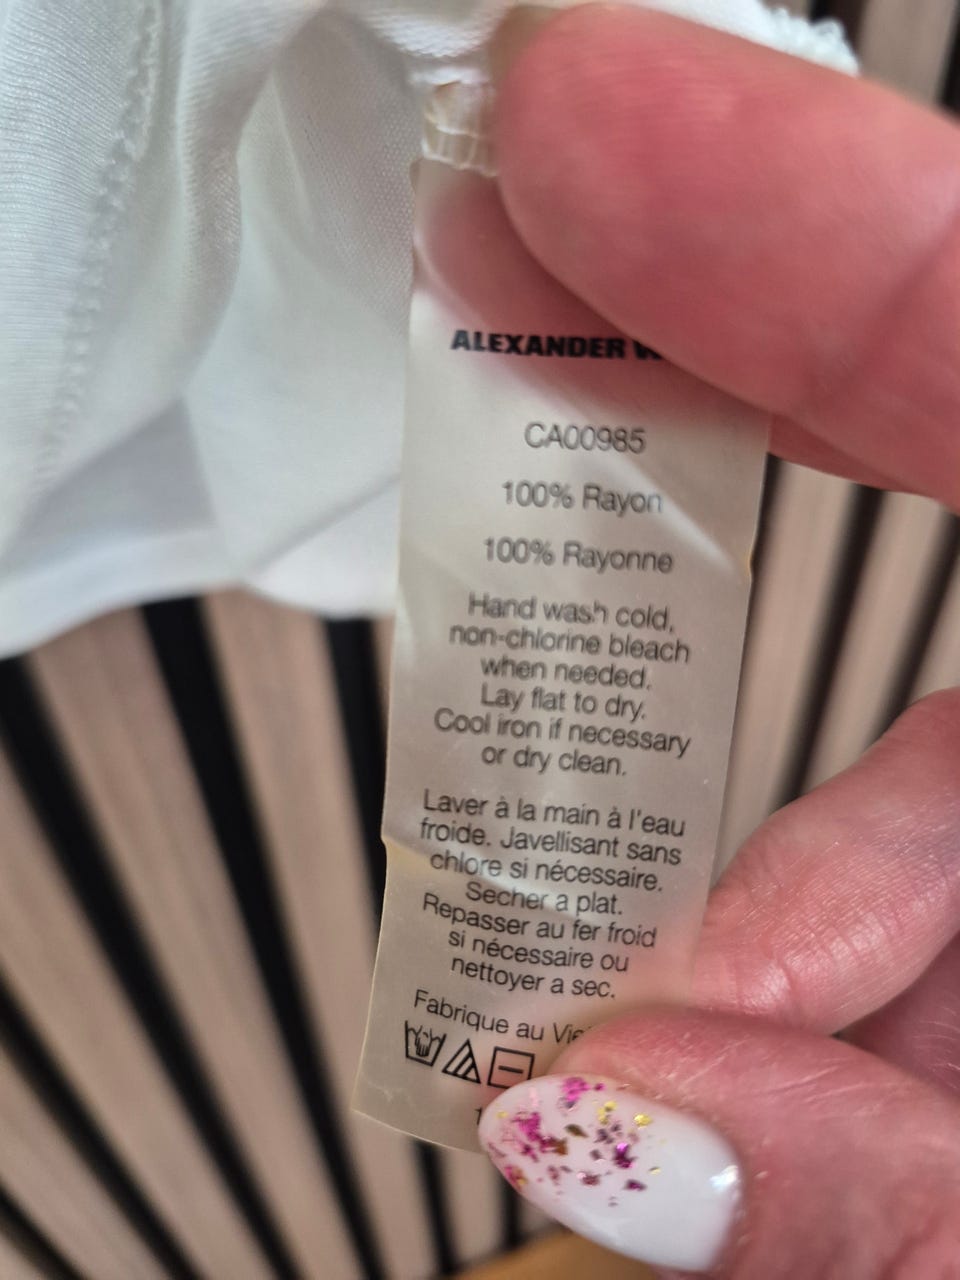 ALEXANDER
CA00985
100% Rayon
100% Rayonne
Hand wash cold,
non-chlorine bleach
when needed.
Lay flat to dry.
Cool iron if necessary
or dry clean.
Laver à la main à l'eau
froide. Javellisant sans
chlore si nécessaire.
Secher a plat.
Repasser au fer froid
si nécessaire ou
nettoyer a sec.
Fabrique au